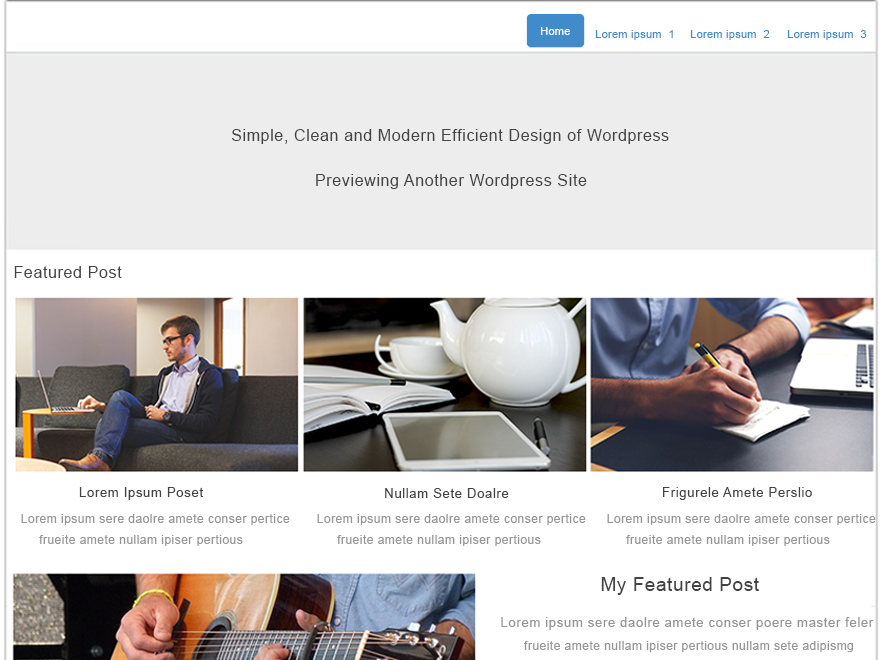 Home Lorem ipsum 1 Lorem ipsum 2 Lorem ipsum 3
Simple, Clean and Modern Efficient Design of Wordpress
Previewing Another Wordpress Site
Featured Post
Lorem Ipsum Poset
Lorem ipsum sere daolre amete conser pertice
frueite amete nullam ipiser pertious
Nullam Sete Doalre
Lorem ipsum sere daolre amete conser pertice
frueite amete nullam ipiser pertious
Frigurele Amete Perslio
Lorem ipsum sere daolre amete conser pertice
frueite amete nullam ipiser pertious
My Featured Post
Lorem ipsum sere daolre amete conser poere master feler
frueite amete nullam ipiser pertious nullam sete adipismg